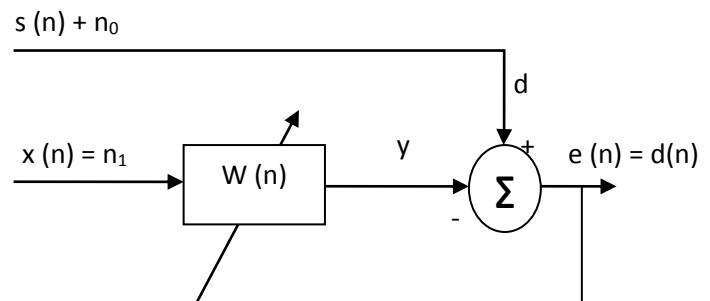 s (n) + n₀
d
x (n) = n₁
W (n)
y
+
Σ
-
e (n) = d(n)